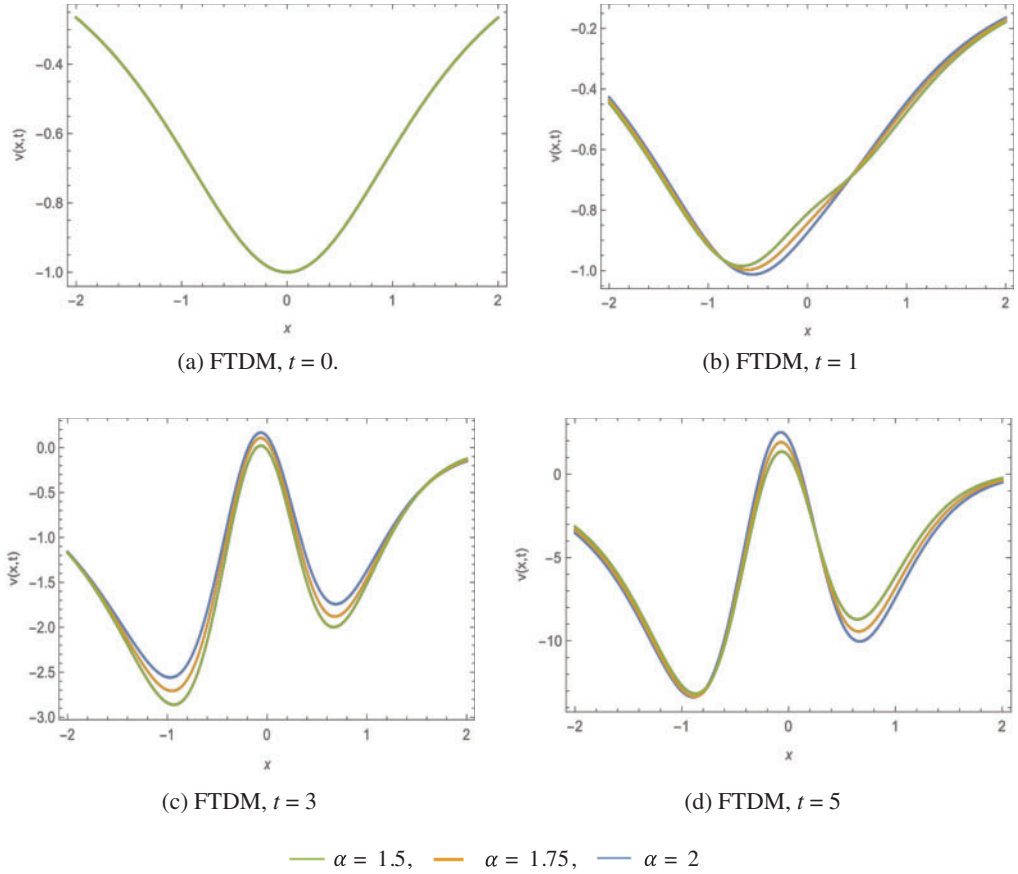 −0.4
−0.6
−0.8
−1.0
v(x,t)
−2 −1 0 1 2
x
(a) FTDM, t = 0.
−0.2
−0.4
−0.6
−0.8
−1.0
v(x,t)
−2 −1 0 1 2
x
(b) FTDM, t = 1
0.0
−0.5
−1.0
−1.5
−2.0
−2.5
−3.0
v(x,t)
−2 −1 0 1 2
x
(c) FTDM, t = 3
0
−5
−10
v(x,t)
−2 −1 0 1 2
x
(d) FTDM, t = 5
α = 1.5, α = 1.75, α = 2